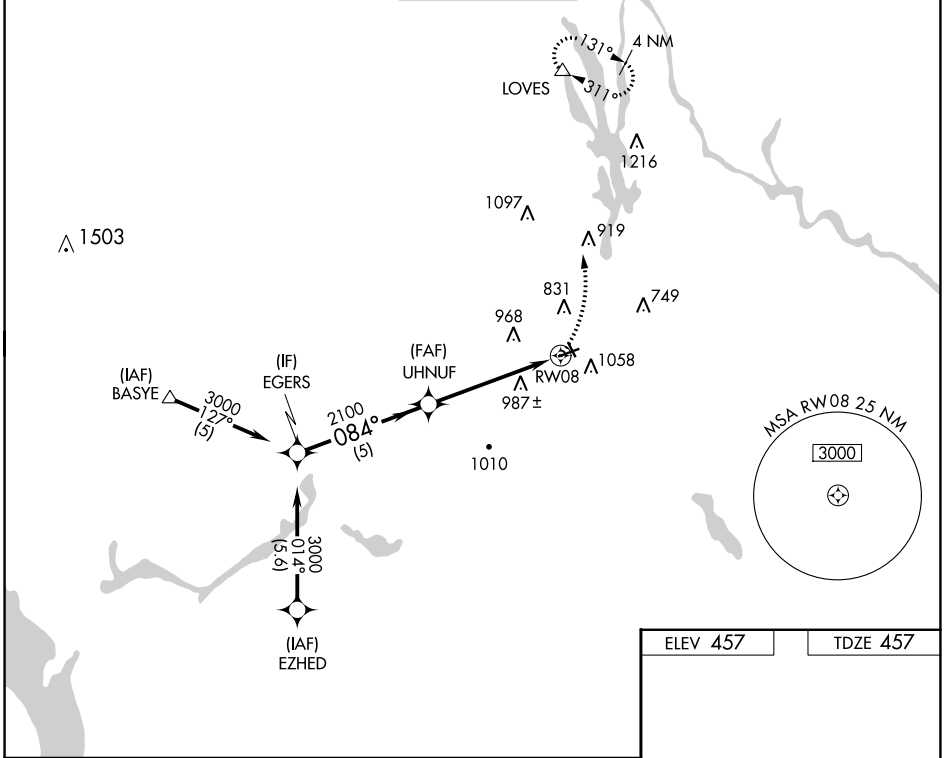 131°
4 NM
LOVES
311°
1216
1097
1503
919
831
749
968
(FAF)
UHNUF
(IF)
EGERS
1058
RW08
987 ±
(IAF)
BASYE
3000
127°
(5)
2100
084°
(5)
1010
MSA RW08 25 NM
3000
3000
014°
(5.6)
(IAF)
EZHED
ELEV 457
TDZE 457